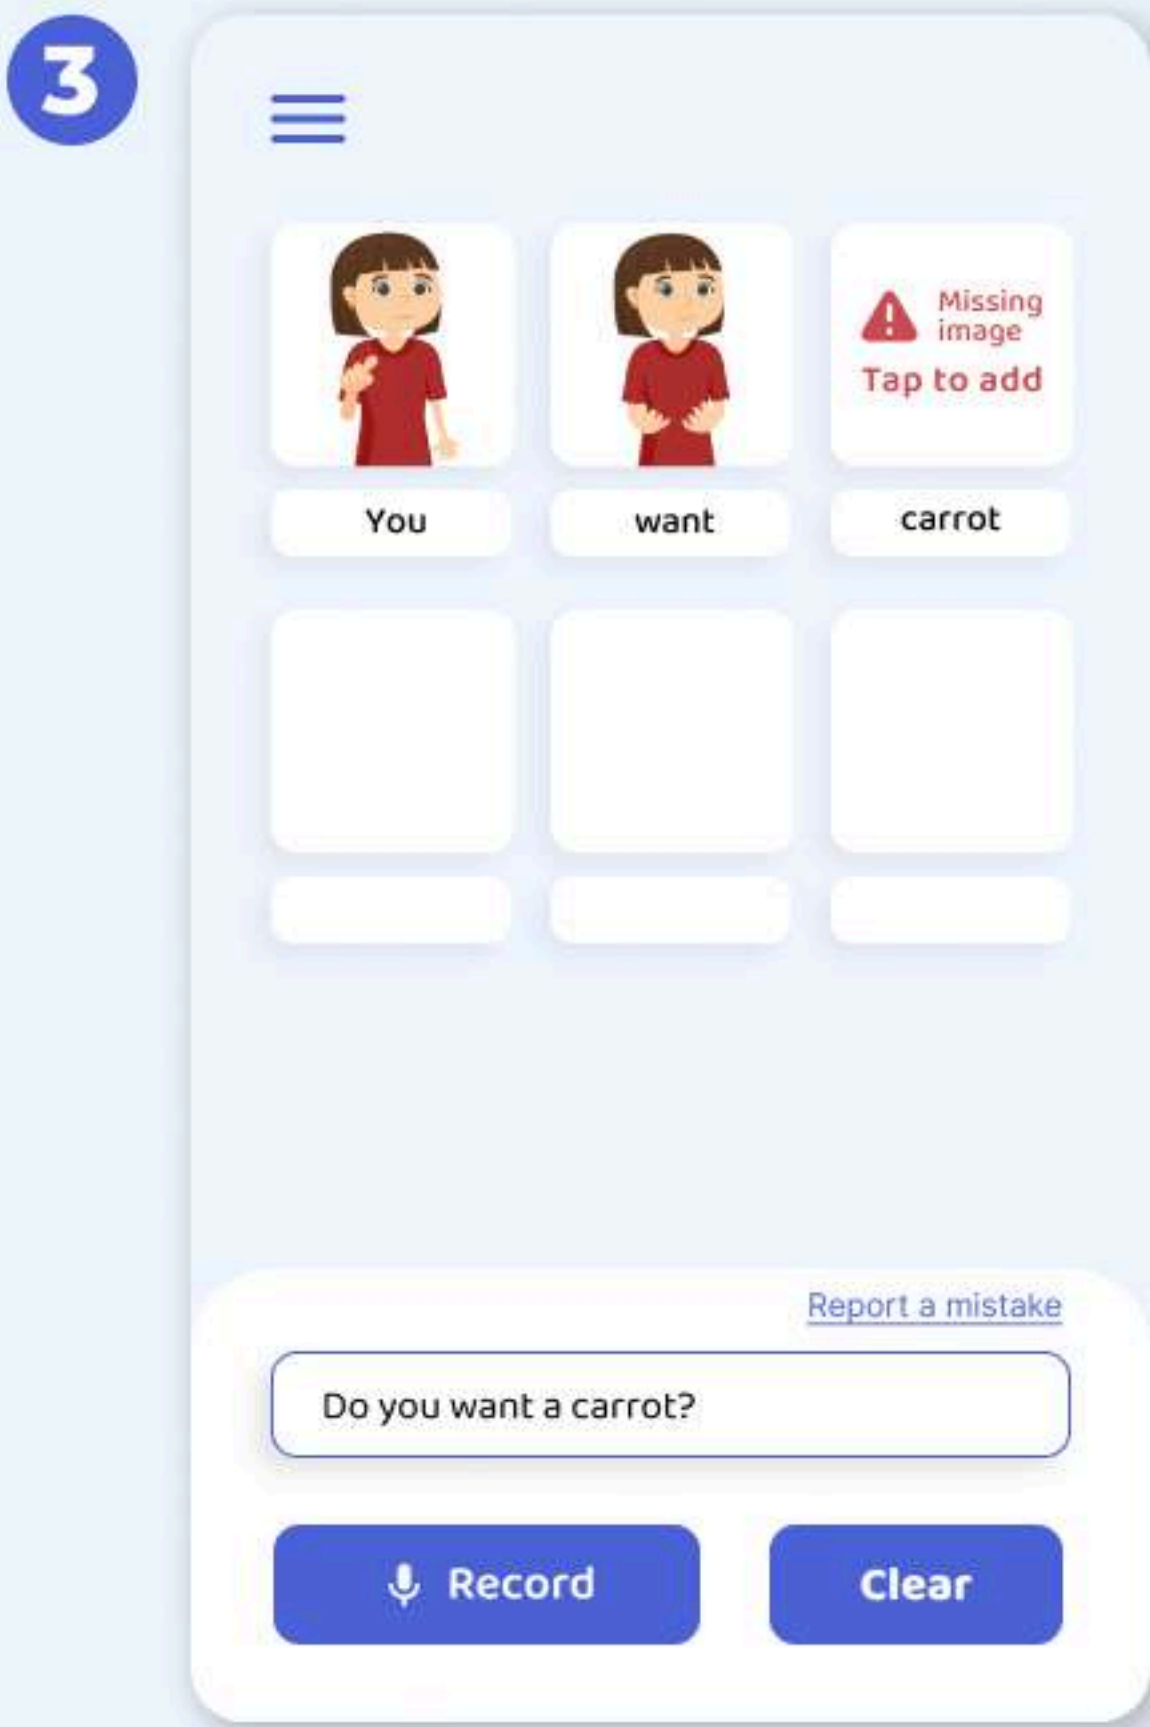 3
Missing
image
Tap to add
You want carrot
Report a mistake
Do you want a carrot?
Record Clear